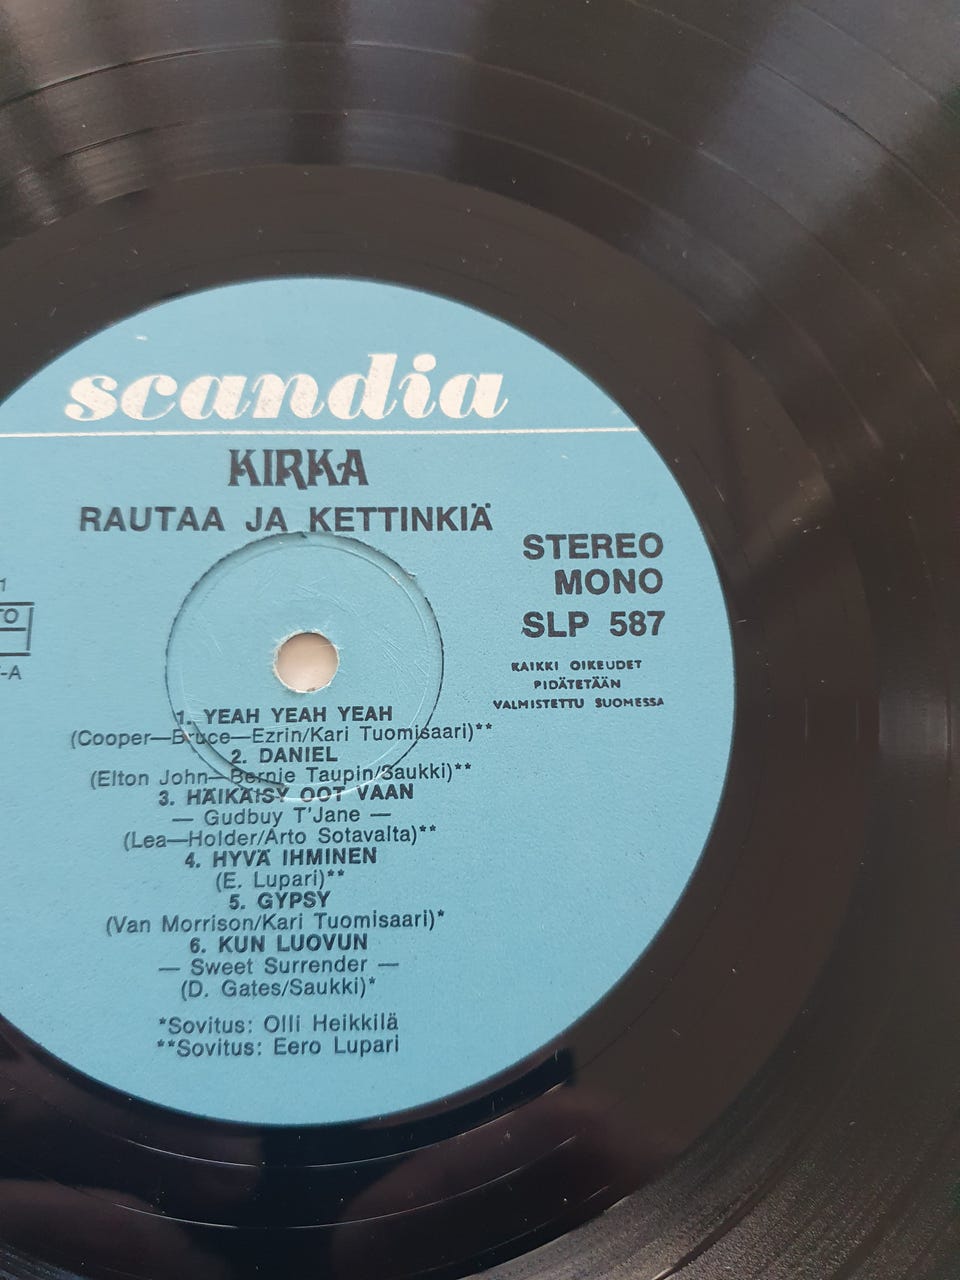 scandia
KIRKA
RAUTAA JA KETTINKIÄ
STEREO
MONO
SLP 587
KAIKKI OIKEUDET
PIDÄTETÄÄN
VALMISTETTU SUOMESSA
1
TO
-A
1. YEAH YEAH YEAH
(Cooper—Bruce—Ezrin/Kari Tuomisaari)**
2. DANIEL
(Elton John—Bernie Taupin/Saukki)**
3. HÄIKÄISY OOT VAAN
— Gudbuy T'Jane —
(Lea—Holder/Arto Sotavalta)**
4. HYVÄ IHMINEN
(E. Lupari)**
5. GYPSY
(Van Morrison/Kari Tuomisaari)*
6. KUN LUOVUN
— Sweet Surrender —
(D. Gates/Saukki)*
*Sovitus: Olli Heikkilä
**Sovitus: Eero Lupari